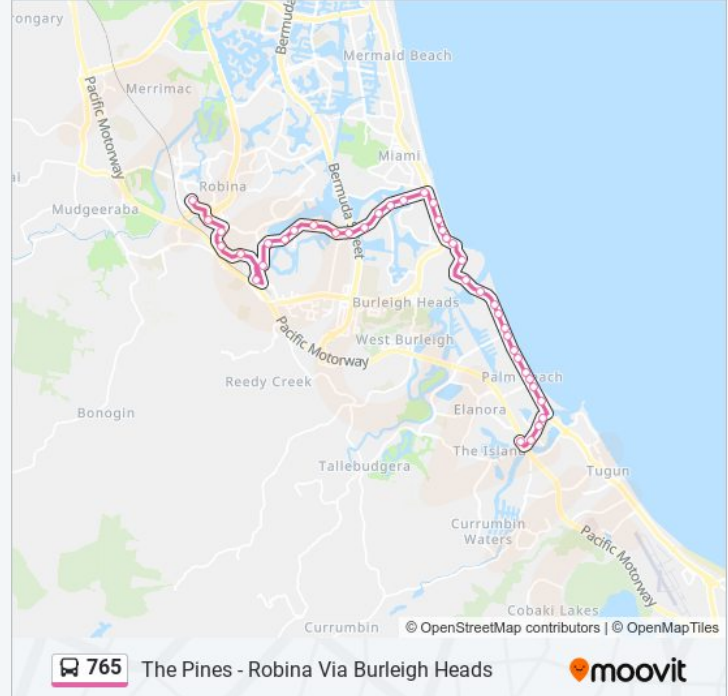 ongary
Bermuda
Mermaid Beach
Pacific Motorway
Merrimac
Miami
ai
Robina
Mudgeeraba
Bermuda Street
Burleigh Heads
Pacific Motorway
West Burleigh
Reedy Creek
Palm Beach
Bonogin
Elanora
The Island
Tallebudgera
Tugun
Currumbin
Waters
Pacific Motorway
Cobaki Lakes
Currumbin
© OpenStreetMap contributors | © OpenMapTiles
765 The Pines - Robina Via Burleigh Heads
moovit